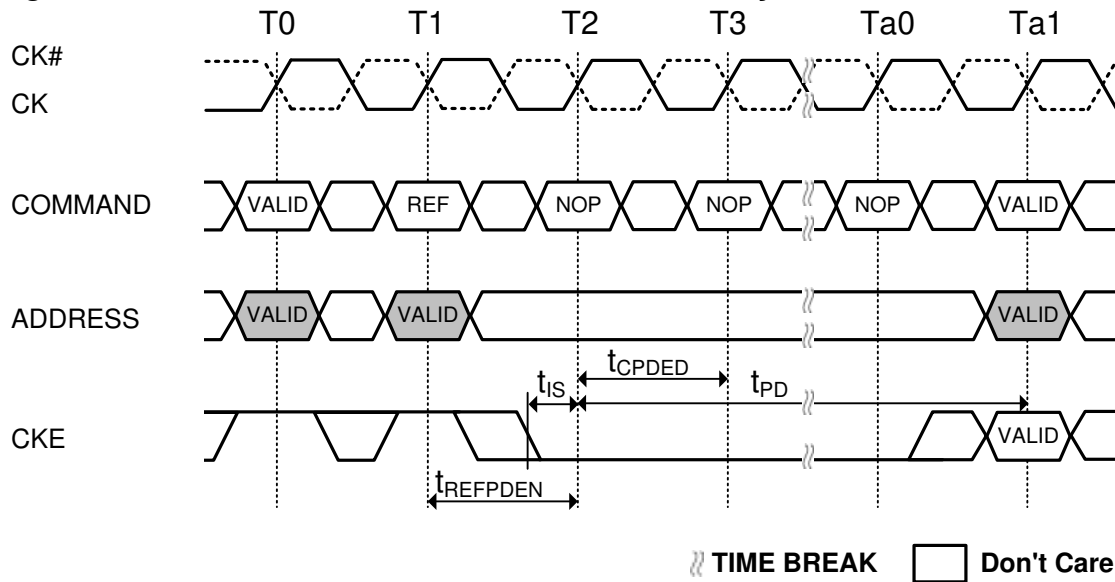 T0 T1 T2 T3 Ta0 Ta1
CK#
CK
COMMAND VALID REF NOP NOP NOP VALID
ADDRESS VALID VALID VALID
tCPDED
tIS tPD
CKE VALID
tREFPDEN
TIME BREAK Don't Care